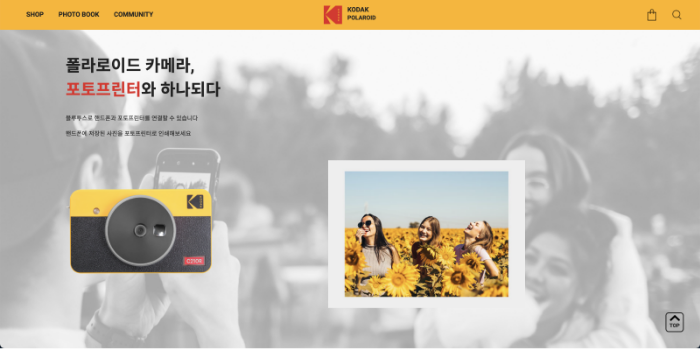 SHOP PHOTO BOOK COMMUNITY
KODAK
POLAROID
폴라로이드 카메라,
포토프린터와 하나되다
블루투스로 핸드폰과 포토프린터를 연결할 수 있습니다
핸드폰에 저장된 사진을 포토프린터로 인쇄해보세요
TOP